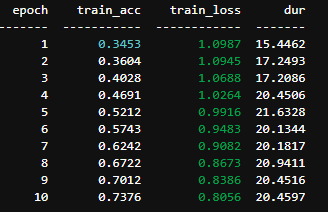 epoch train_acc train_loss dur
------- ----------- ------------ -------
1 0.3453 1.0987 15.4462
2 0.3604 1.0945 17.2493
3 0.4028 1.0688 17.2086
4 0.4691 1.0264 20.4506
5 0.5212 0.9916 21.6328
6 0.5743 0.9483 20.1344
7 0.6242 0.9082 20.1817
8 0.6722 0.8673 20.9411
9 0.7012 0.8386 20.4516
10 0.7376 0.8056 20.4597